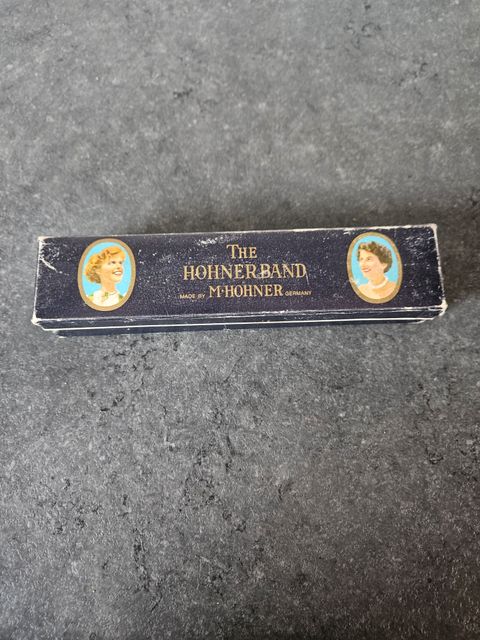 THE
HOHNERBAND,
MADE BY M. HOHNER GERMANY